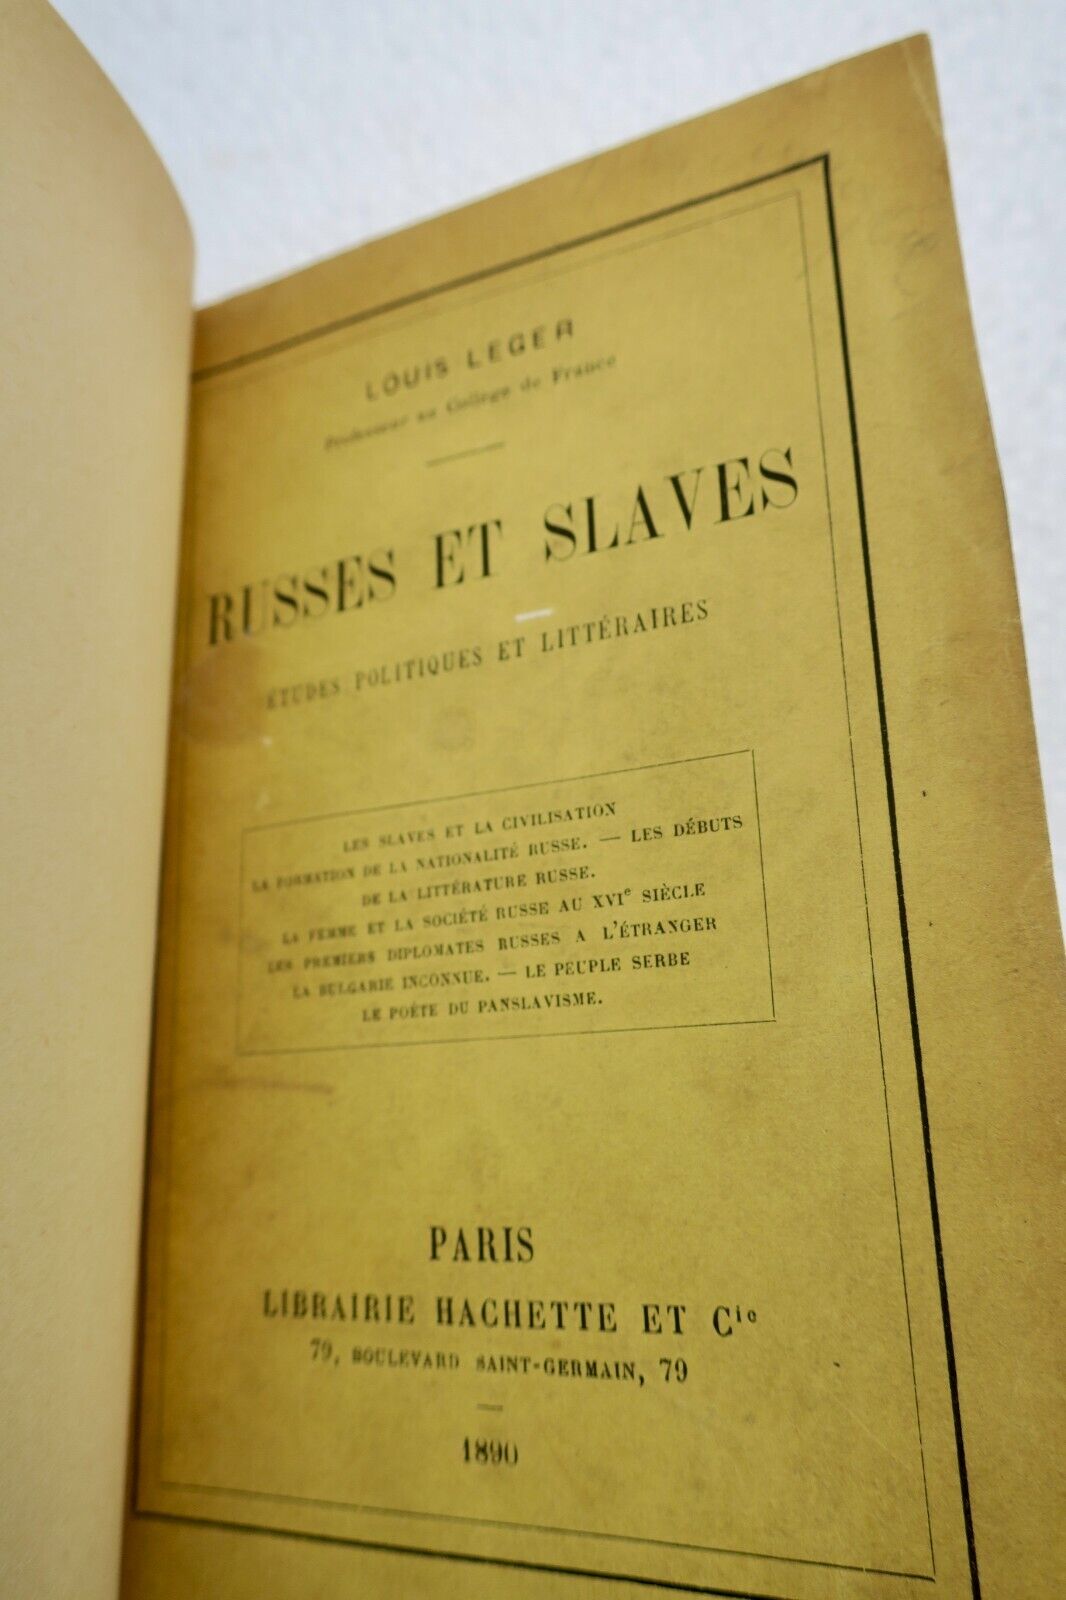 LOUIS LEGER
Professeur au Collège de France
RUSSES ET SLAVES
ÉTUDES POLITIQUES ET LITTÉRAIRES
LES SLAVES ET LA CIVILISATION
LA FORMATION DE LA NATIONALITÉ RUSSE. — LES DÉBUTS
DE LA LITTÉRATURE RUSSE.
LA FEMME ET LA SOCIÉTÉ RUSSE AU XVIe SIÈCLE
LES PREMIERS DIPLOMATES RUSSES A L'ÉTRANGER
LA BULGARIE INCONNUE. — LE PEUPLE SERBE
LE POÈTE DU PANSLAVISME.
PARIS
LIBRAIRIE HACHETTE ET Cie
79, BOULEVARD SAINT-GERMAIN, 79
1890